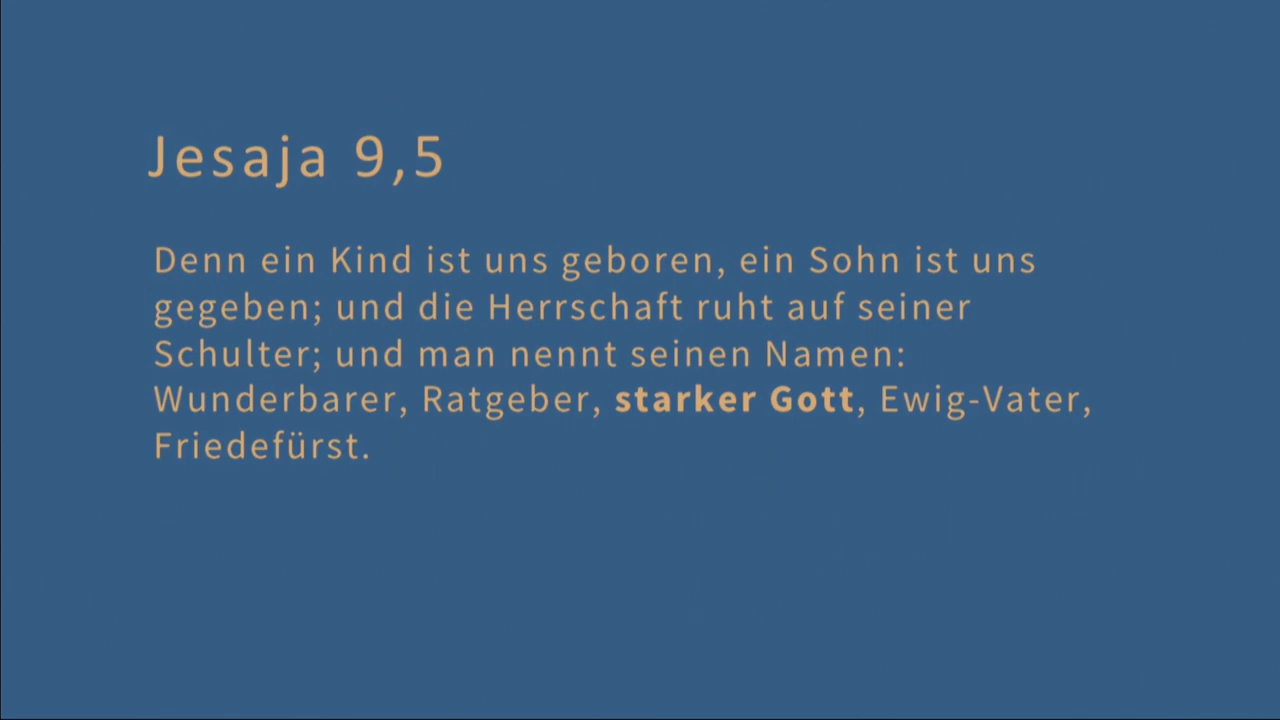 Jesaja 9,5
Denn ein Kind ist uns geboren, ein Sohn ist uns
gegeben; und die Herrschaft ruht auf seiner
Schulter; und man nennt seinen Namen:
Wunderbarer, Ratgeber, starker Gott, Ewig-Vater,
Friedefürst.